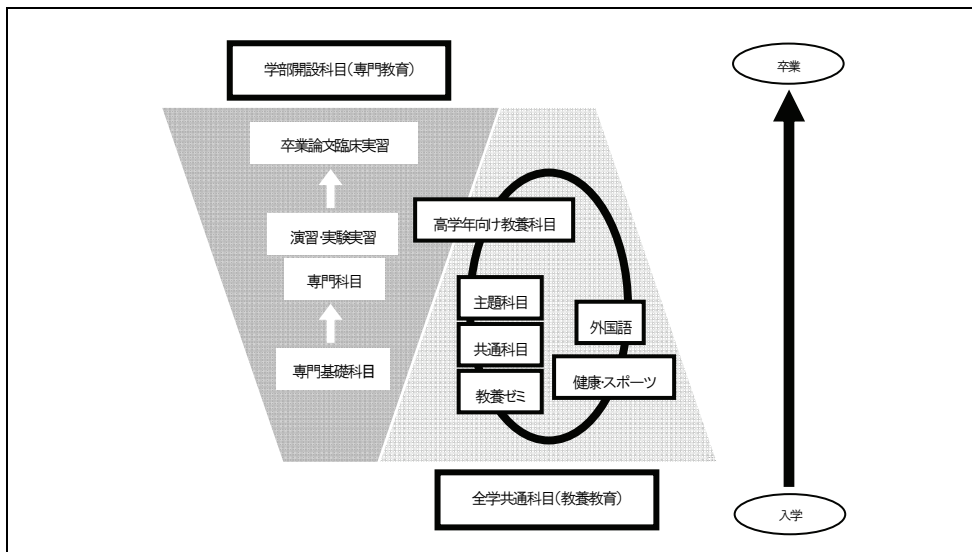 学部開設科目(専門教育)
卒業
卒業論文臨床実習
高学年向け教養科目
演習・実験実習
専門科目
主題科目
外国語
共通科目
専門基礎科目
健康・スポーツ
教養ゼミ
全学共通科目(教養教育)
入学